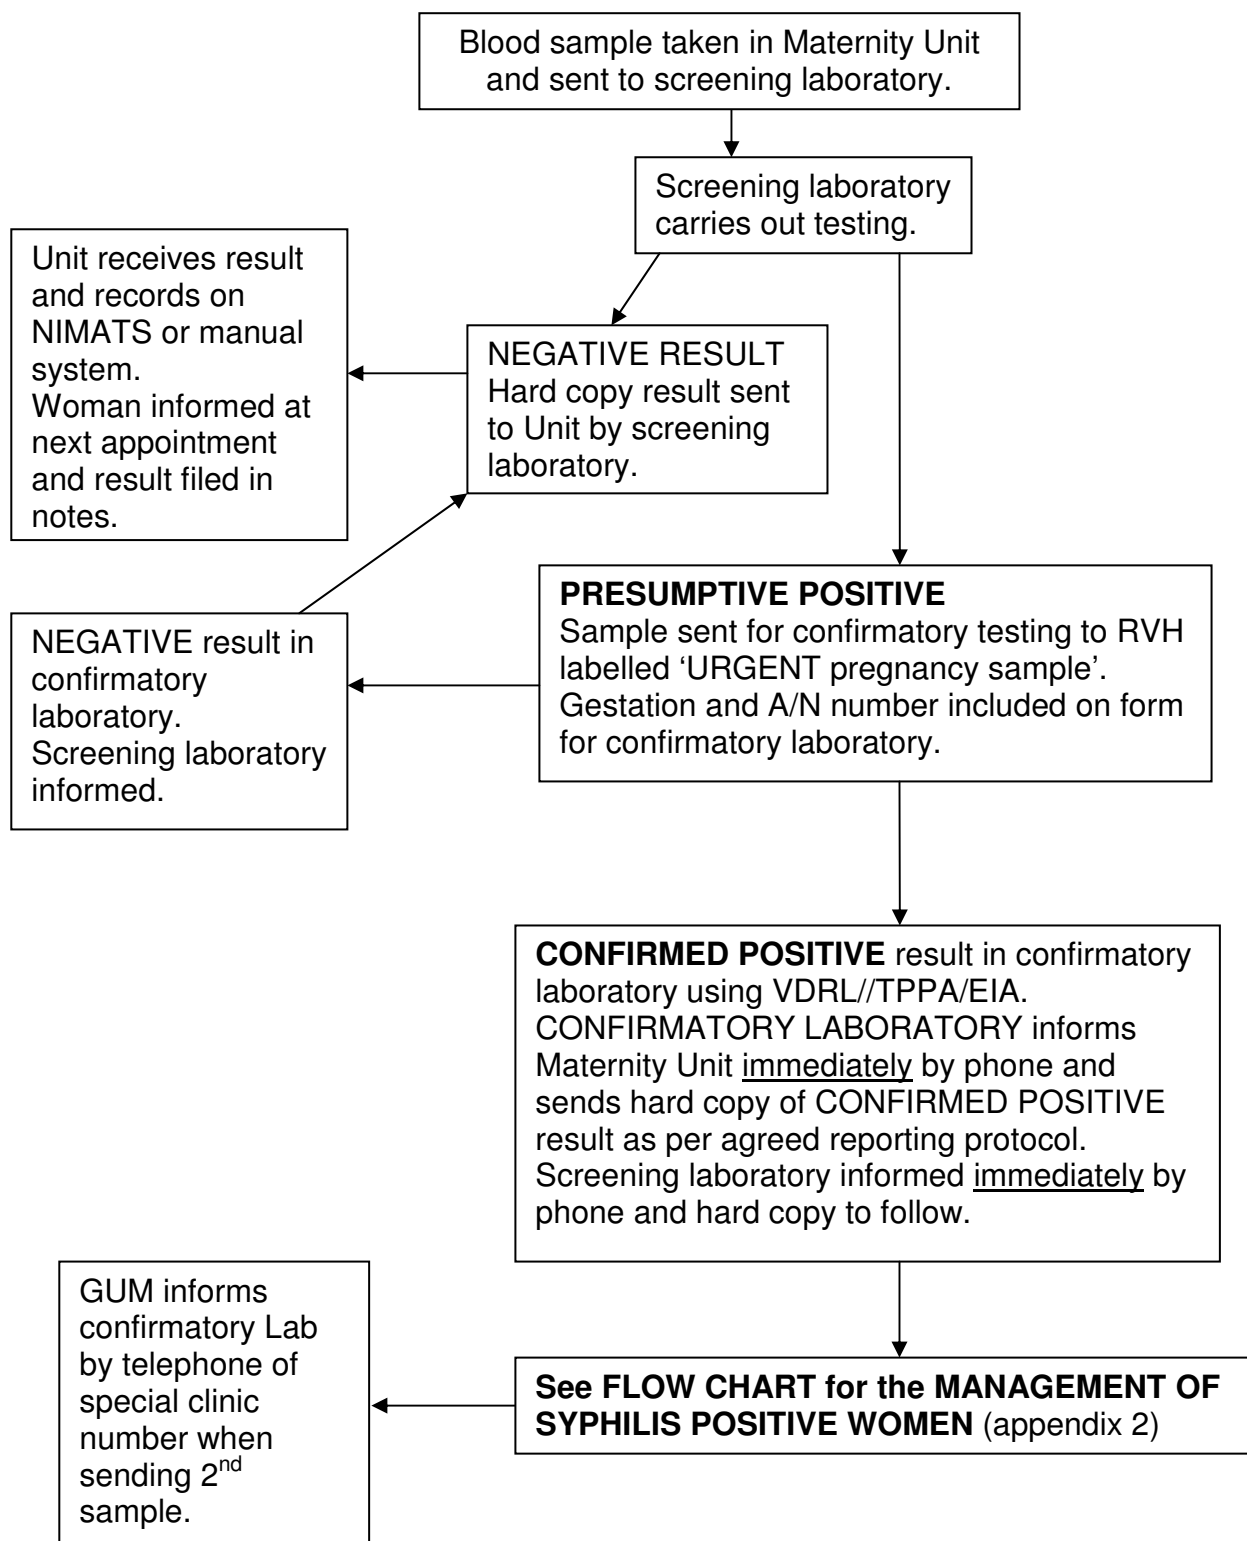 Blood sample taken in Maternity Unit
and sent to screening laboratory.
Screening laboratory
carries out testing.
Unit receives result
and records on
NIMATS or manual
system.
Woman informed at
next appointment
and result filed in
notes.
NEGATIVE RESULT
Hard copy result sent
to Unit by screening
laboratory.
PRESUMPTIVE POSITIVE
Sample sent for confirmatory testing to RVH
labelled ‘URGENT pregnancy sample’.
Gestation and A/N number included on form
for confirmatory laboratory.
NEGATIVE result in
confirmatory
laboratory.
Screening laboratory
informed.
CONFIRMED POSITIVE result in confirmatory
laboratory using VDRL//TPPA/EIA.
CONFIRMATORY LABORATORY informs
Maternity Unit immediately by phone and
sends hard copy of CONFIRMED POSITIVE
result as per agreed reporting protocol.
Screening laboratory informed immediately by
phone and hard copy to follow.
GUM informs
confirmatory Lab
by telephone of
special clinic
number when
sending 2nd
sample.
See FLOW CHART for the MANAGEMENT OF
SYPHILIS POSITIVE WOMEN (appendix 2)